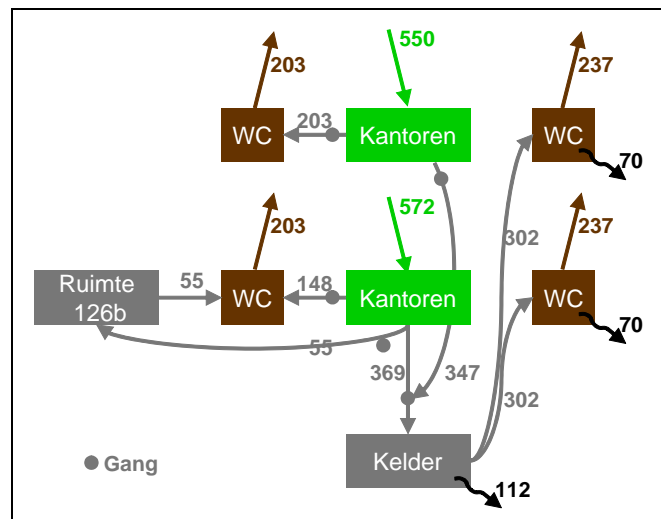 203
550
237
203
WC
Kantoren
WC
70
203
572
237
302
Ruimte
126b
55
WC
148
Kantoren
WC
70
55
369
347
302
Gang
Kelder
112